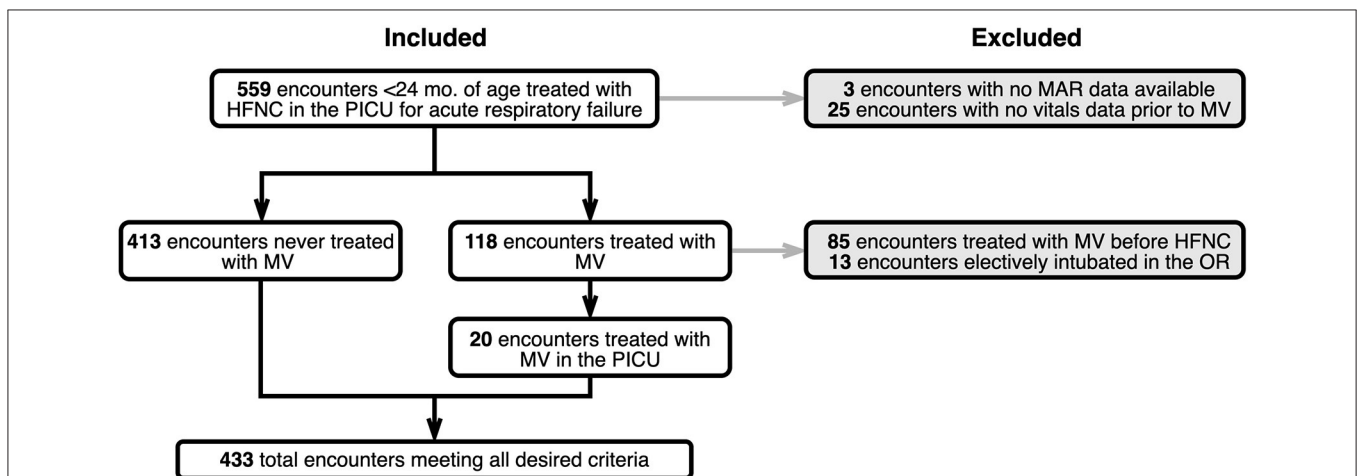 Included
Excluded
559 encounters <24 mo. of age treated with
HFNC in the PICU for acute respiratory failure
3 encounters with no MAR data available
25 encounters with no vitals data prior to MV
413 encounters never treated
with MV
118 encounters treated with
MV
85 encounters treated with MV before HFNC
13 encounters electively intubated in the OR
20 encounters treated with
MV in the PICU
433 total encounters meeting all desired criteria